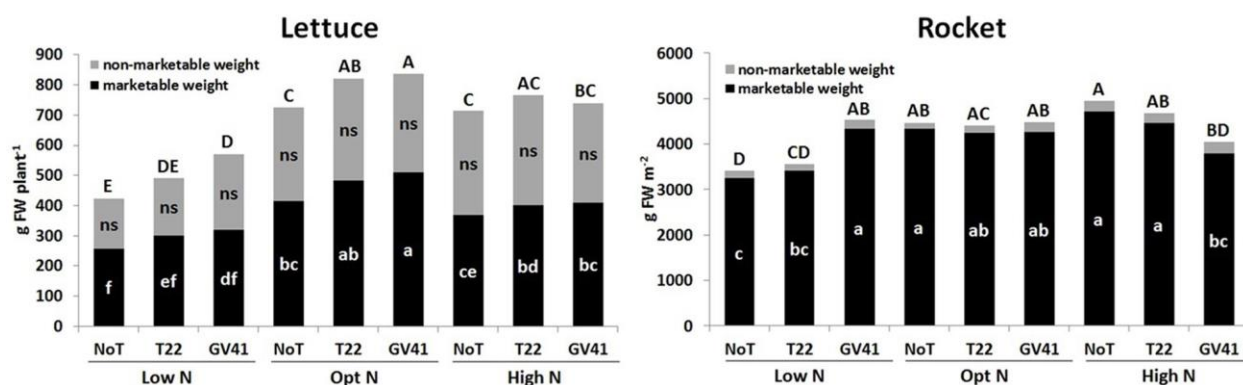 Lettuce
900
800
700
600
500
400
300
200
100
0
g FW plant-1
non-marketable weight
marketable weight
E
DE
D
C
AB
A
C
AC
BC
ns
ns
ns
ns
ns
ns
ns
ns
ns
f
ef
df
bc
ab
a
ce
bd
bc
NoT T22 GV41 NoT T22 GV41 NoT T22 GV41
Low N Opt N High N
Rocket
6000
5000
4000
3000
2000
1000
0
g FW m-2
non-marketable weight
marketable weight
D
CD
AB
AB
AC
AB
A
AB
BD
c
bc
a
a
ab
ab
a
a
bc
NoT T22 GV41 NoT T22 GV41 NoT T22 GV41
Low N Opt N High N